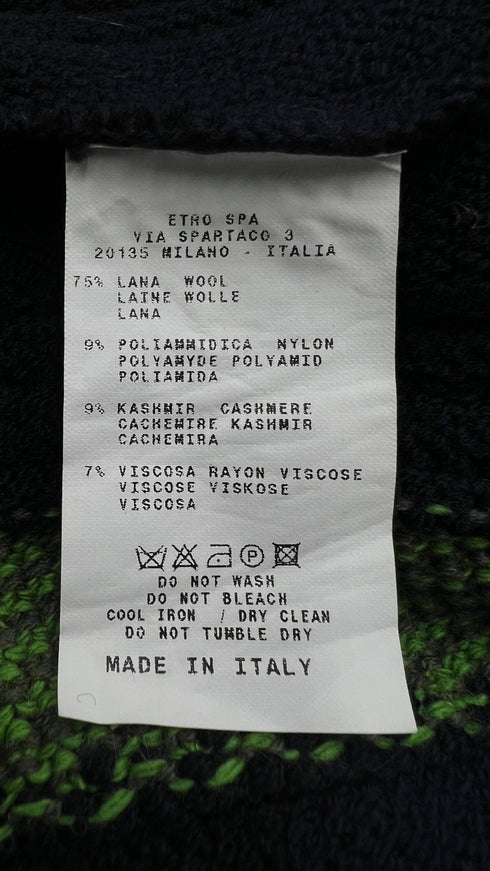 ETRO SPA
VIA SPARTACO 3
20135 MILANO - ITALIA
75% LANA WOOL
LAINE WOLLE
LANA
9% POLIAMMIDICA NYLON
POLYAMYDE POLYAMID
POLIAMIDA
9% KASHMIR CASHMERE
CACHEMIRE KASHMIR
CACHEMIRA
7% VISCOSA RAYON VISCOSE
VISCOSE VISKOSE
VISCOSA
P
DO NOT WASH
DO NOT BLEACH
COOL IRON / DRY CLEAN
DO NOT TUMBLE DRY
MADE IN ITALY